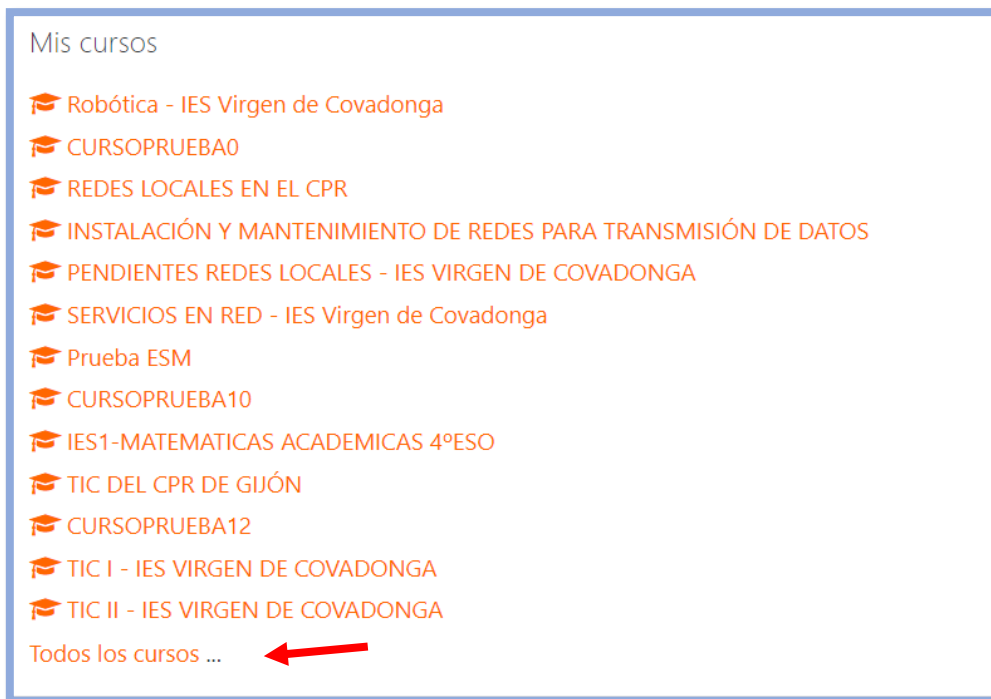 Mis cursos
Robótica - IES Virgen de Covadonga
CURSOPRUEBA0
REDES LOCALES EN EL CPR
INSTALACIÓN Y MANTENIMIENTO DE REDES PARA TRANSMISIÓN DE DATOS
PENDIENTES REDES LOCALES - IES VIRGEN DE COVADONGA
SERVICIOS EN RED - IES Virgen de Covadonga
Prueba ESM
CURSOPRUEBA10
IES1-MATEMATICAS ACADEMICAS 4ºESO
TIC DEL CPR DE GIJÓN
CURSOPRUEBA12
TIC I - IES VIRGEN DE COVADONGA
TIC II - IES VIRGEN DE COVADONGA
Todos los cursos ...